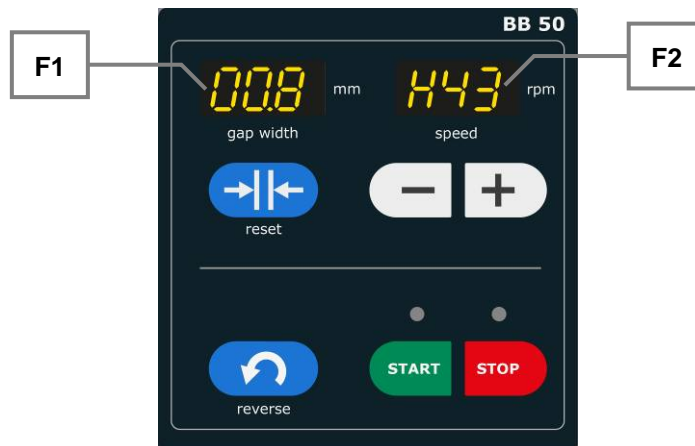 BB 50
F1
00.8 mm
H43 rpm
F2
gap width
speed
reset
START
STOP
reverse